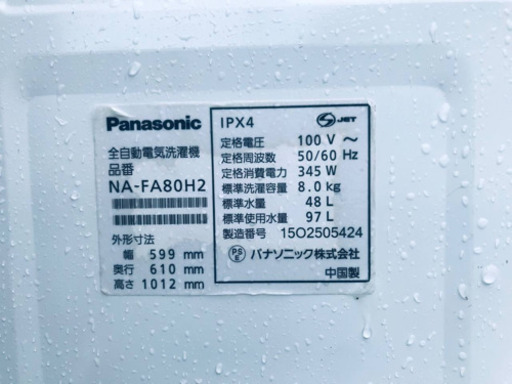 Panasonic
全自動電気洗濯機
品番
NA-FA80H2
外形寸法
幅 599 mm
奥行 610 mm
高さ 1012 mm
IPX4
JET
定格電圧 100 V ～
定格周波数 50/60 Hz
定格消費電力 345 W
標準洗濯容量 8.0kg
標準水量 48 L
標準使用水量 97 L
製造番号 1502505424
PS E パナソニック株式会社
中国製